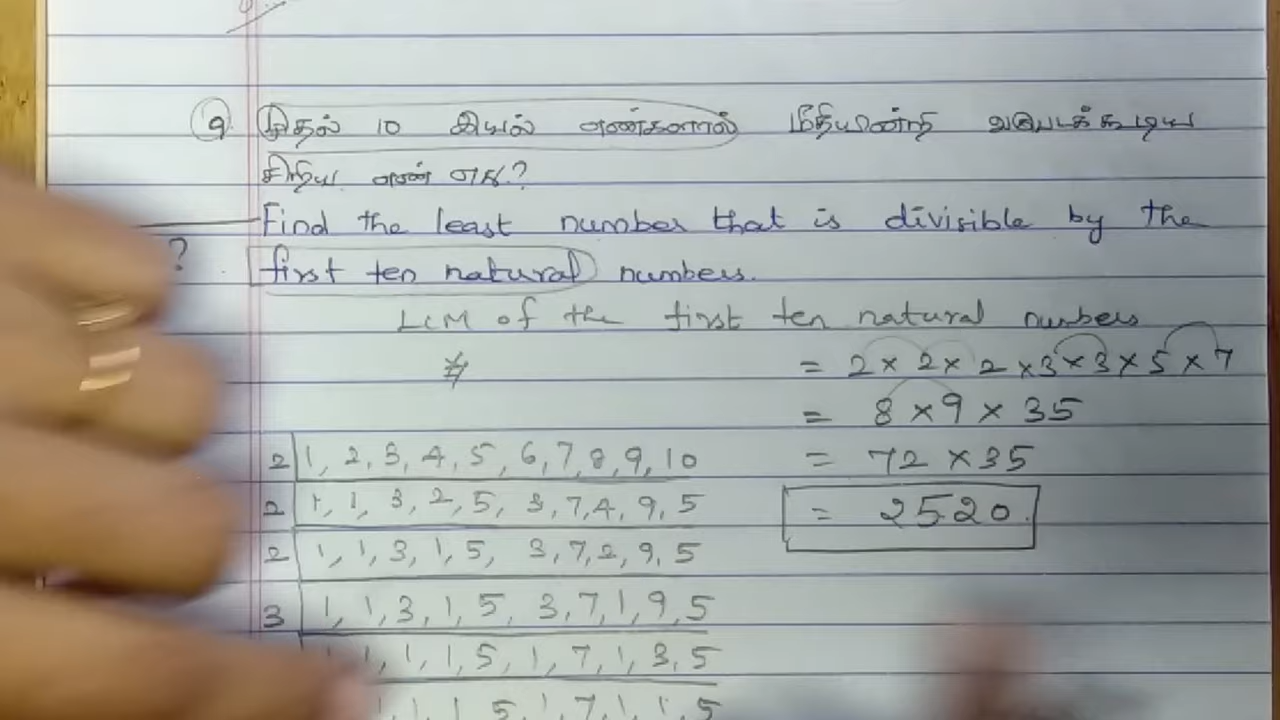 9 முதல் 10 இயல் எண்களால் மீதியின்றி வகுபடக்கூடிய
சிறிய எண் எது?
Find the least number that is divisible by the
? first ten natural numbers.
LCM of the first ten natural numbers
= 2 × 2 × 2 × 3 × 3 × 5 × 7
= 8 × 9 × 35
2 | 1, 2, 3, 4, 5, 6, 7, 8, 9, 10 = 72 × 35
2 | 1, 1, 3, 2, 5, 3, 7, 4, 9, 5 = 2520
2 | 1, 1, 3, 1, 5, 3, 7, 2, 9, 5
3 | 1, 1, 3, 1, 5, 3, 7, 1, 9, 5
1, 1, 1, 5, 1, 7, 1, 3, 5
1, 1, 1, 5, 1, 7, 1, 1, 5